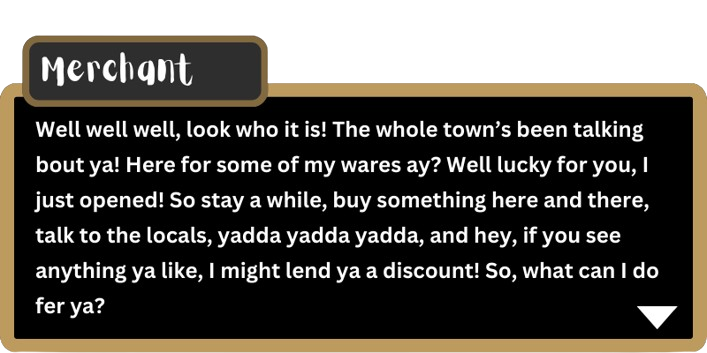 Merchant
Well well well, look who it is! The whole town’s been talking
bout ya! Here for some of my wares ay? Well lucky for you, I
just opened! So stay a while, buy something here and there,
talk to the locals, yadda yadda yadda, and hey, if you see
anything ya like, I might lend ya a discount! So, what can I do
fer ya?